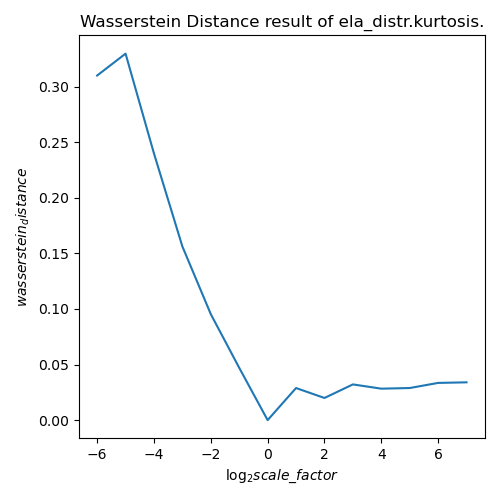 Wasserstein Distance result of ela_distr.kurtosis.
0.30
0.25
0.20
0.15
0.10
0.05
0.00
wasserstein_distance
−6 −4 −2 0 2 4 6
log₂scale_factor